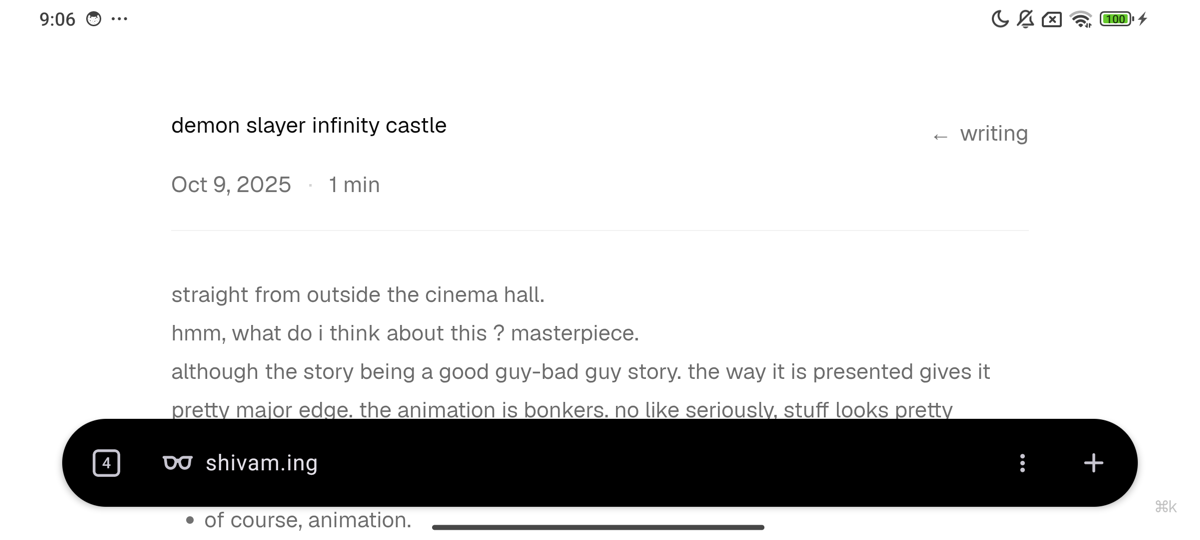 9:06
100
demon slayer infinity castle
← writing
Oct 9, 2025 · 1 min
straight from outside the cinema hall.
hmm, what do i think about this ? masterpiece.
although the story being a good guy-bad guy story. the way it is presented gives it
pretty major edge. the animation is bonkers. no like seriously, stuff looks pretty
4
shivam.ing
⌘k
• of course, animation.